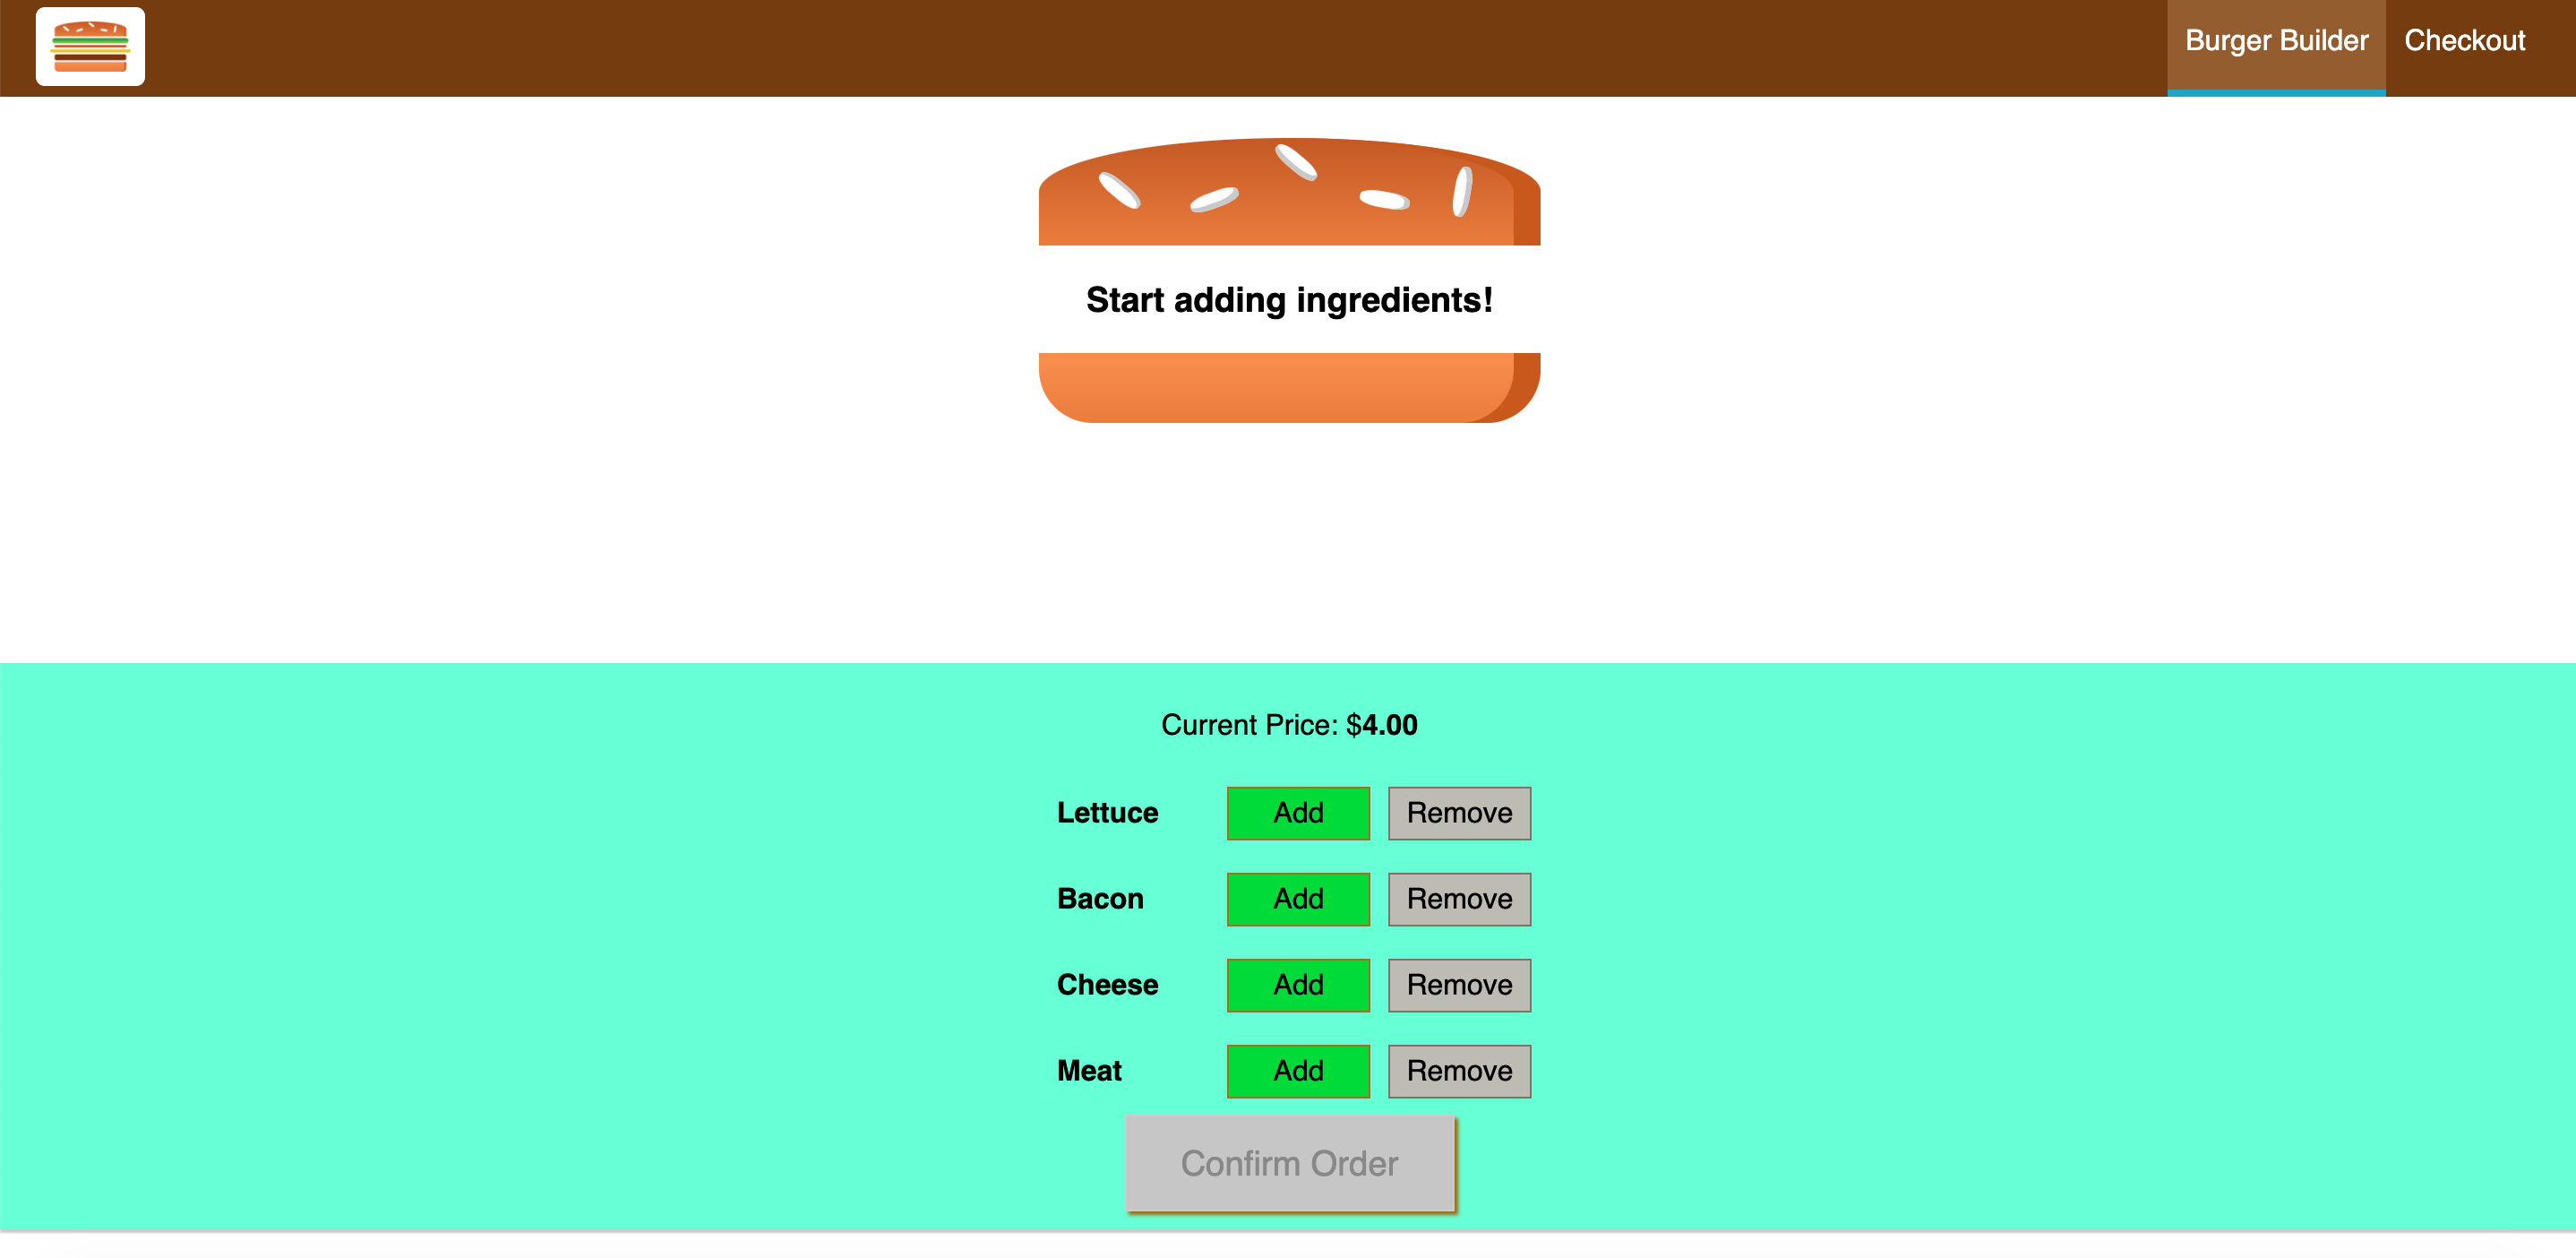 Burger Builder Checkout
Start adding ingredients!
Current Price: $4.00
Lettuce Add Remove
Bacon Add Remove
Cheese Add Remove
Meat Add Remove
Confirm Order